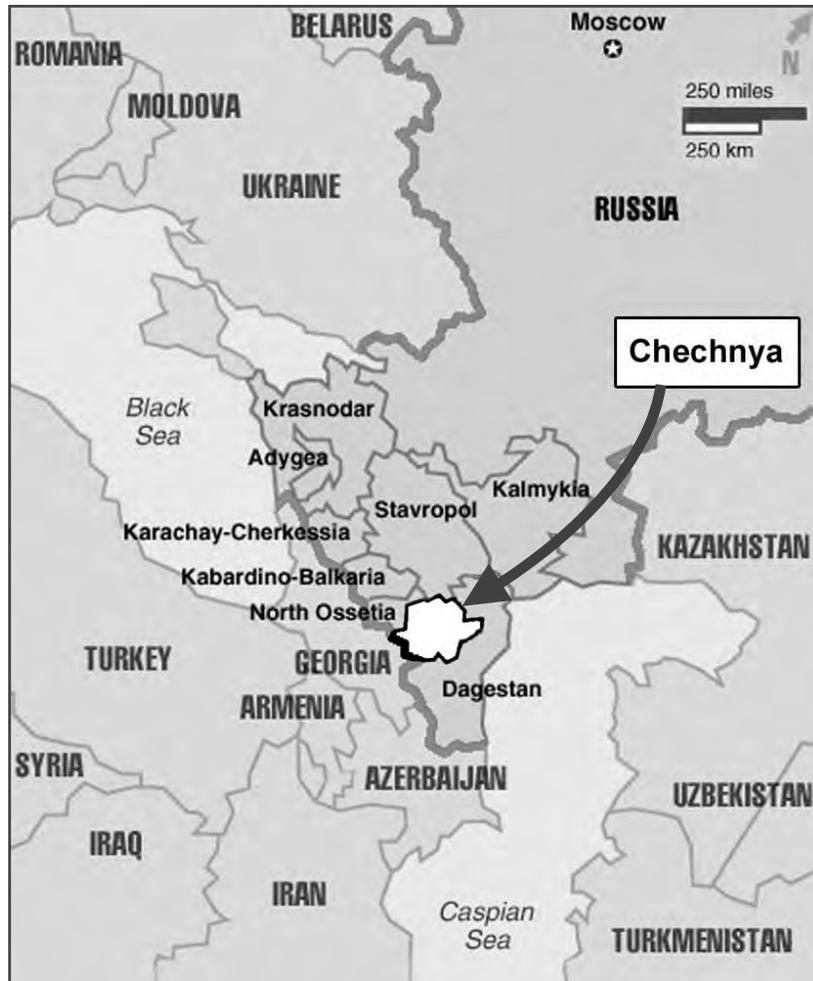 BELARUS
Moscow
ROMANIA
N
MOLDOVA
250 miles
250 km
UKRAINE
RUSSIA
Chechnya
Black
Sea
Krasnodar
Adygea
Kalmykia
Stavropol
Karachay-Cherkessia
KAZAKHSTAN
Kabardino-Balkaria
North Ossetia
TURKEY
GEORGIA
Dagestan
ARMENIA
SYRIA
AZERBAIJAN
UZBEKISTAN
IRAQ
IRAN
Caspian
Sea
TURKMENISTAN